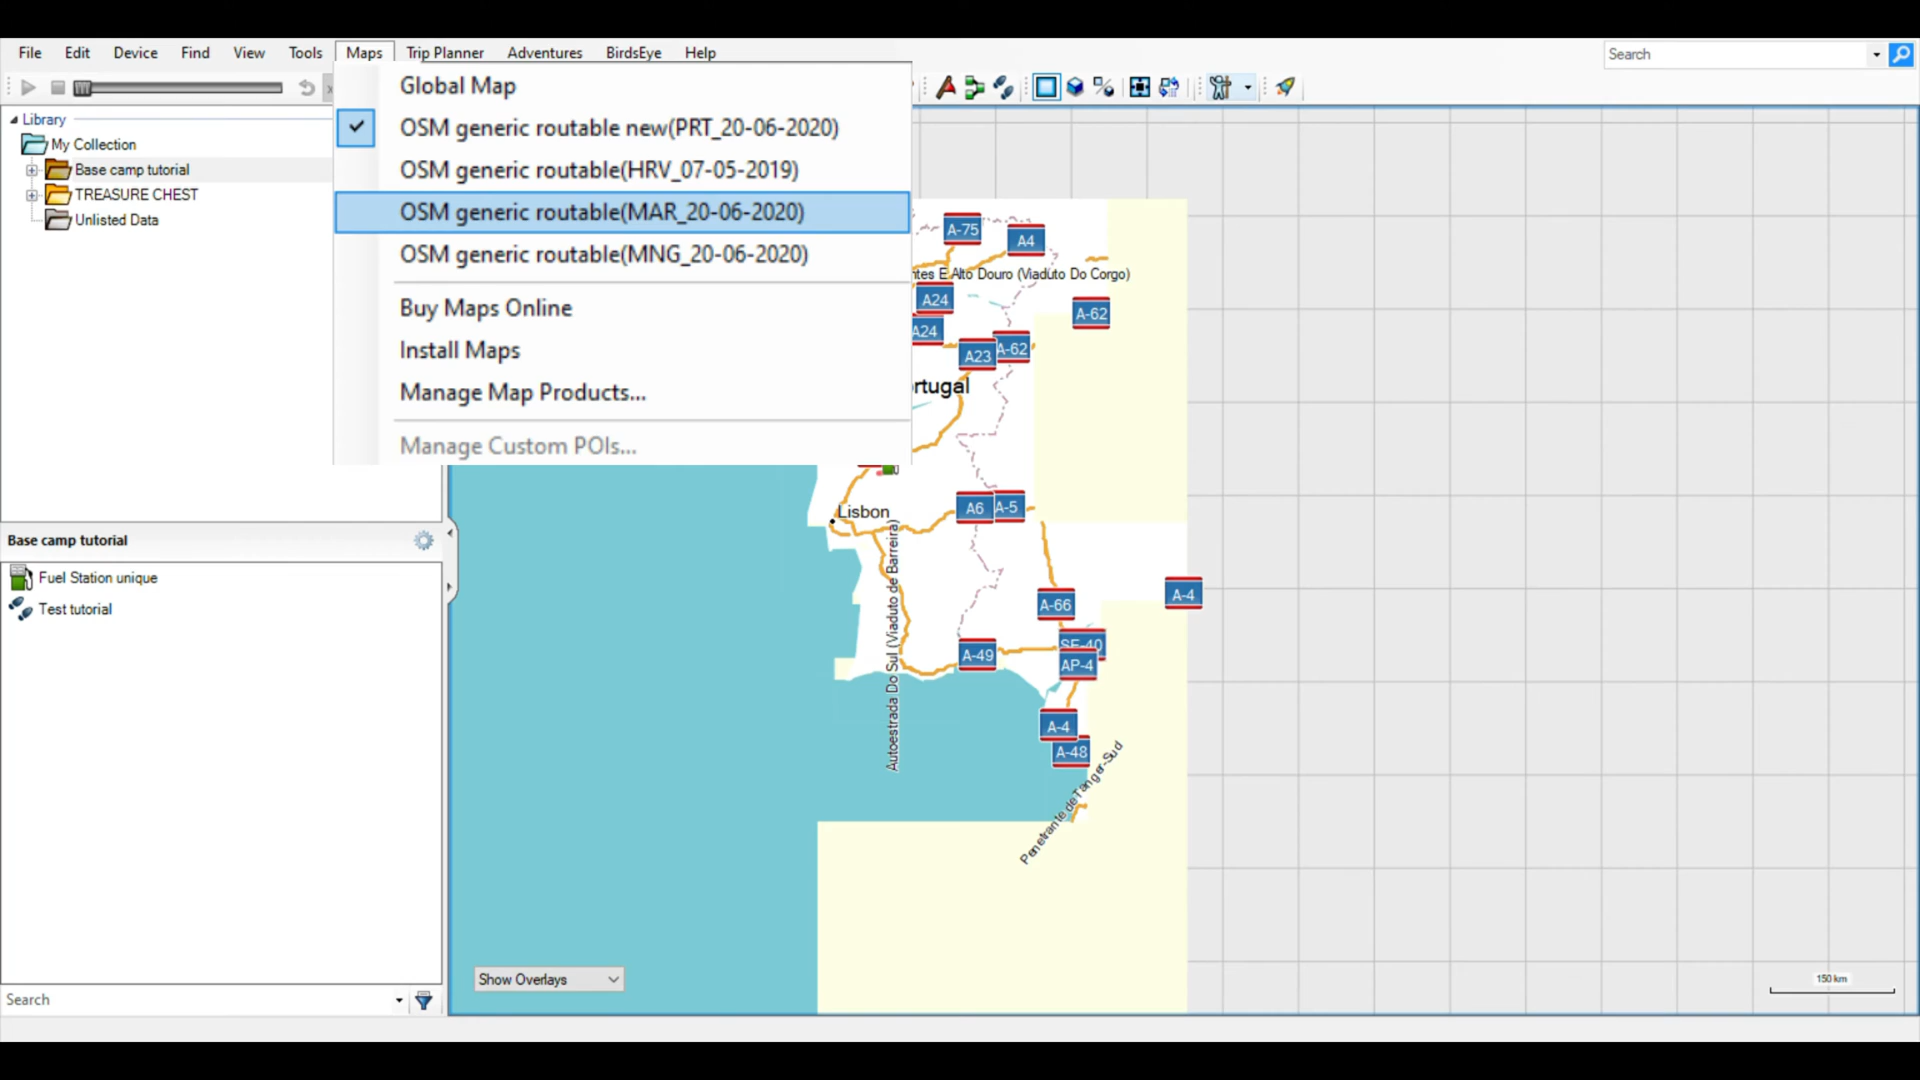 File Edit Device Find View Tools Maps Trip Planner Adventures BirdsEye Help
Search
Global Map
OSM generic routable new(PRT_20-06-2020)
OSM generic routable(HRV_07-05-2019)
OSM generic routable(MAR_20-06-2020)
OSM generic routable(MNG_20-06-2020)
Buy Maps Online
Install Maps
Manage Map Products...
Manage Custom POIs...
Library
My Collection
Base camp tutorial
TREASURE CHEST
Unlisted Data
Base camp tutorial
Fuel Station unique
Test tutorial
Search
A-75
A4
ntes E Alto Douro (Viaduto Do Corgo)
A24
A-62
A24
A-62
A23
rtugal
Lisbon
A6
A-5
Autoestrada Do Sul (Viaduto de Barreira)
A-66
A-4
SE-40
A-49
AP-4
A-4
A-48
Penetrante de Tanger-Sud
Show Overlays
150 km